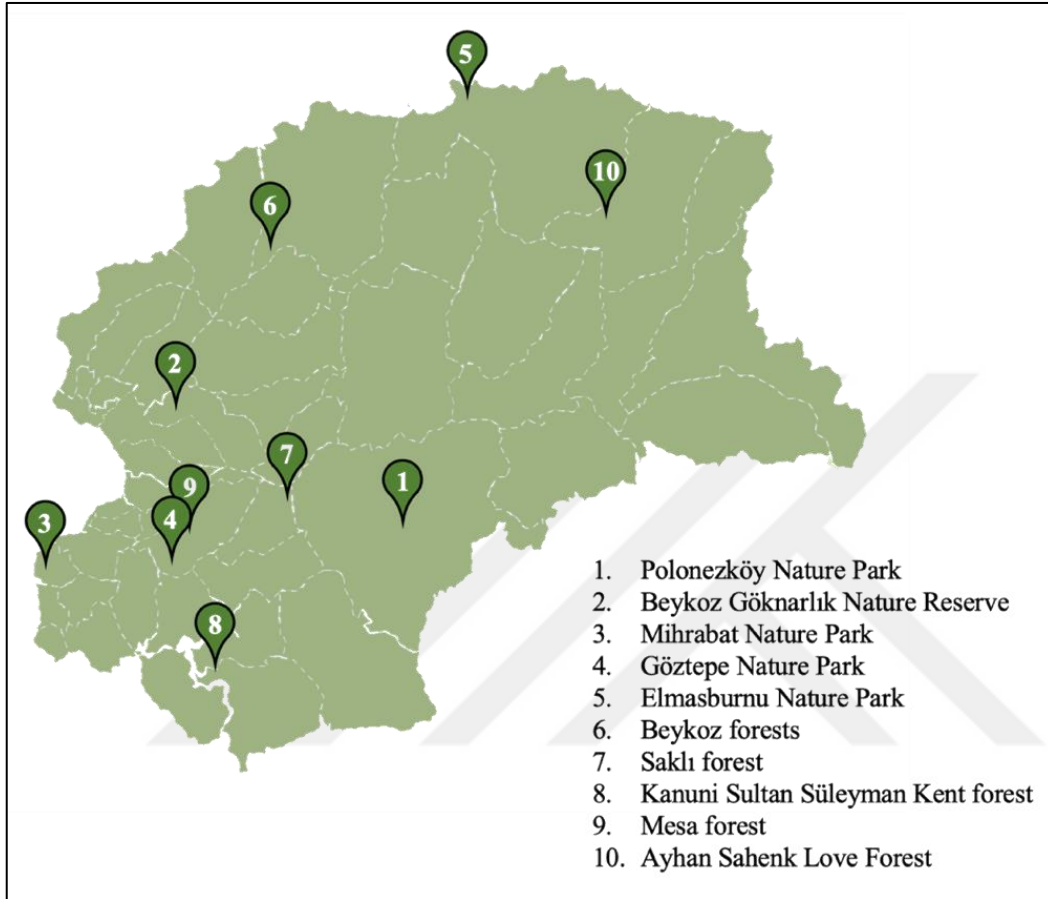 5
10
6
2
7
1
9
4
3
8
1. Polonezköy Nature Park
2. Beykoz Göknarlık Nature Reserve
3. Mihrabat Nature Park
4. Göztepe Nature Park
5. Elmasburnu Nature Park
6. Beykoz forests
7. Saklı forest
8. Kanuni Sultan Süleyman Kent forest
9. Mesa forest
10. Ayhan Sahenk Love Forest